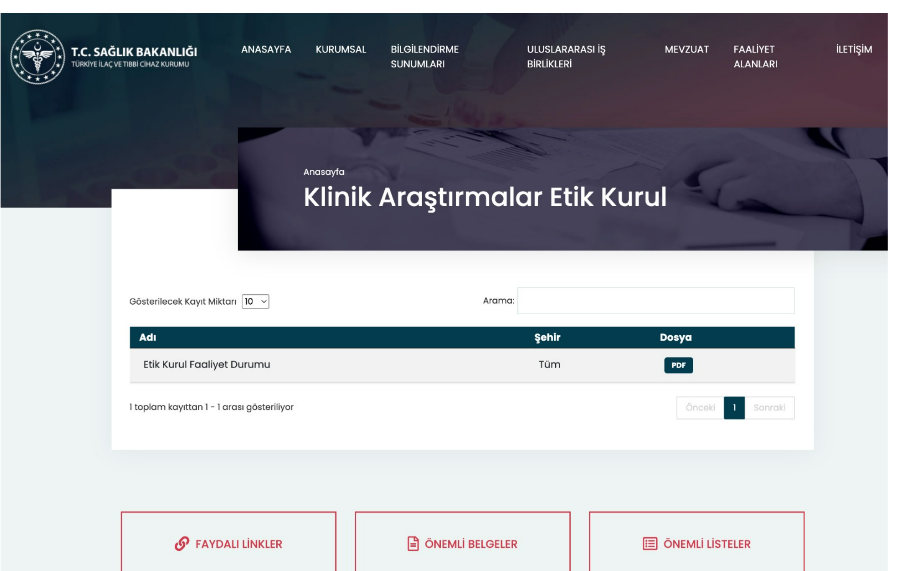 T.C. SAĞLIK BAKANLIĞI
TÜRKİYE İLAÇ VE TIBBİ CİHAZ KURUMU
ANASAYFA
KURUMSAL
BİLGİLENDİRME
SUNUMLARI
ULUSLARARASI İŞ
BİRLİKLERİ
MEVZUAT
FAALİYET
ALANLARI
İLETİŞİM
Anasayfa
Klinik Araştırmalar Etik Kurul
Gösterilecek Kayıt Miktarı 10
Arama:
Adı Şehir Dosya
Etik Kurul Faaliyet Durumu Tüm PDF
1 toplam kayıttan 1 - 1 arası gösteriliyor
Önceki 1 Sonraki
FAYDALI LİNKLER
ÖNEMLİ BELGELER
ÖNEMLİ LİSTELER